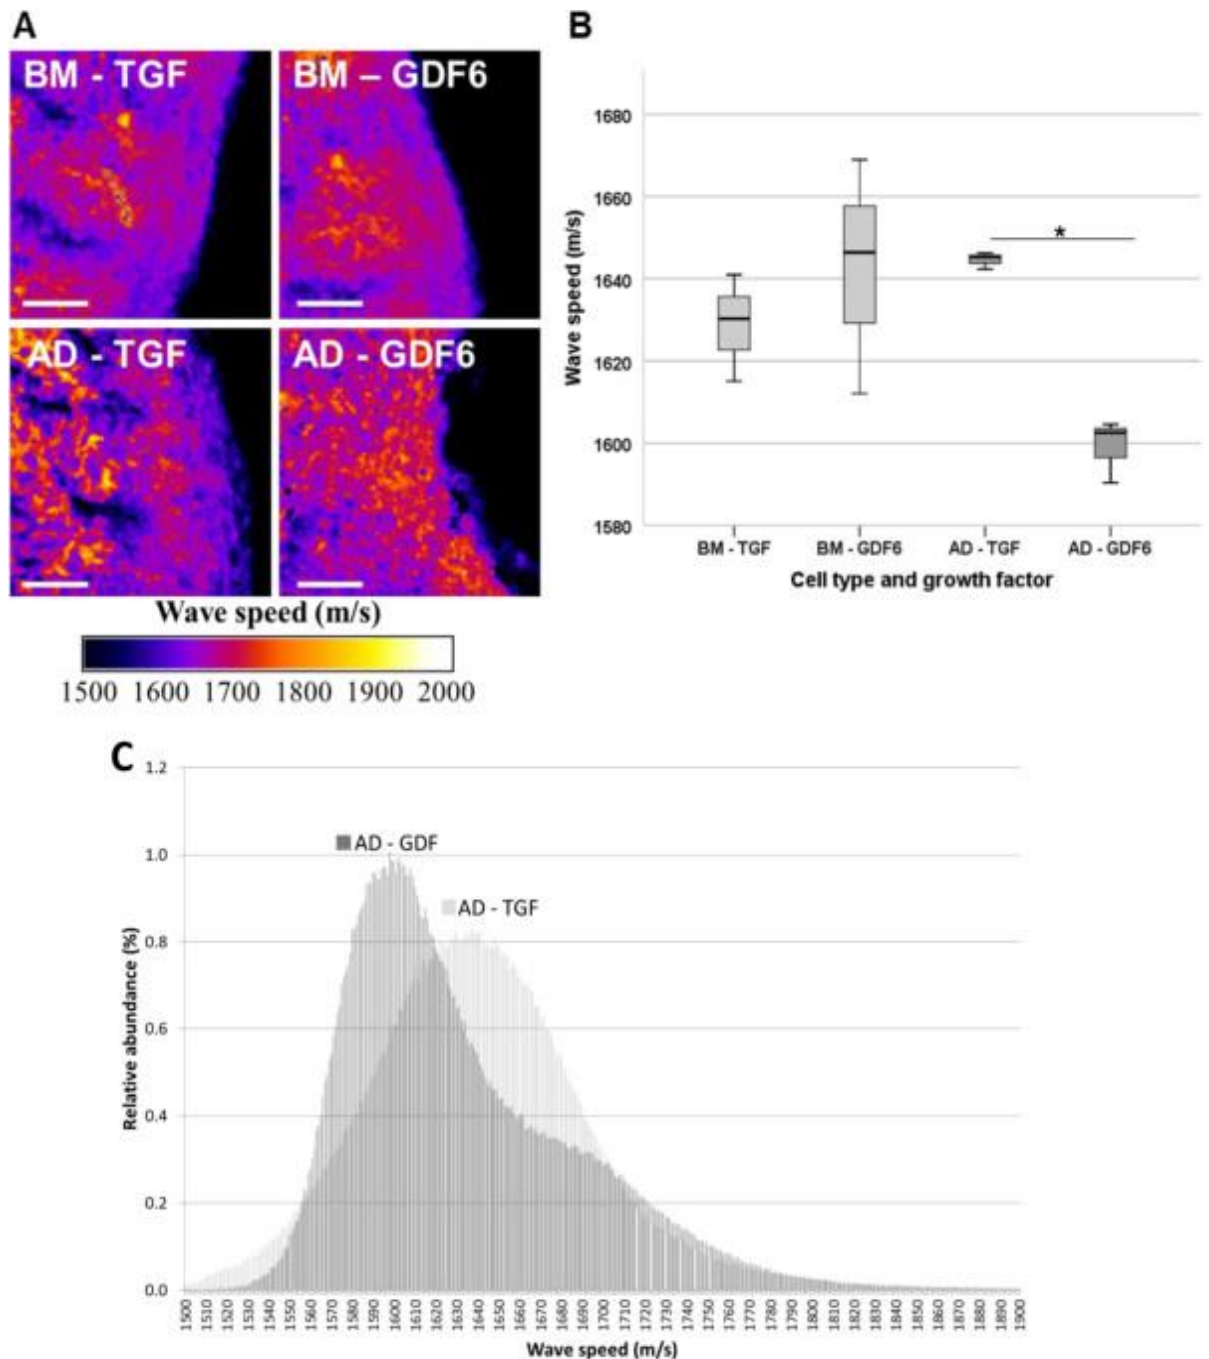 A
BM - TGF
BM – GDF6
AD - TGF
AD - GDF6
Wave speed (m/s)
1500 1600 1700 1800 1900 2000
B
Wave speed (m/s)
1680
1660
1640
1620
1600
1580
*
BM - TGF BM - GDF6 AD - TGF AD - GDF6
Cell type and growth factor
C
Relative abundance (%)
1.2
1.0
0.8
0.6
0.4
0.2
0.0
AD - GDF
AD - TGF
1500 1510 1520 1530 1540 1550 1560 1570 1580 1590 1600 1610 1620 1630 1640 1650 1660 1670 1680 1690 1700 1710 1720 1730 1740 1750 1760 1770 1780 1790 1800 1810 1820 1830 1840 1850 1860 1870 1880 1890 1900
Wave speed (m/s)